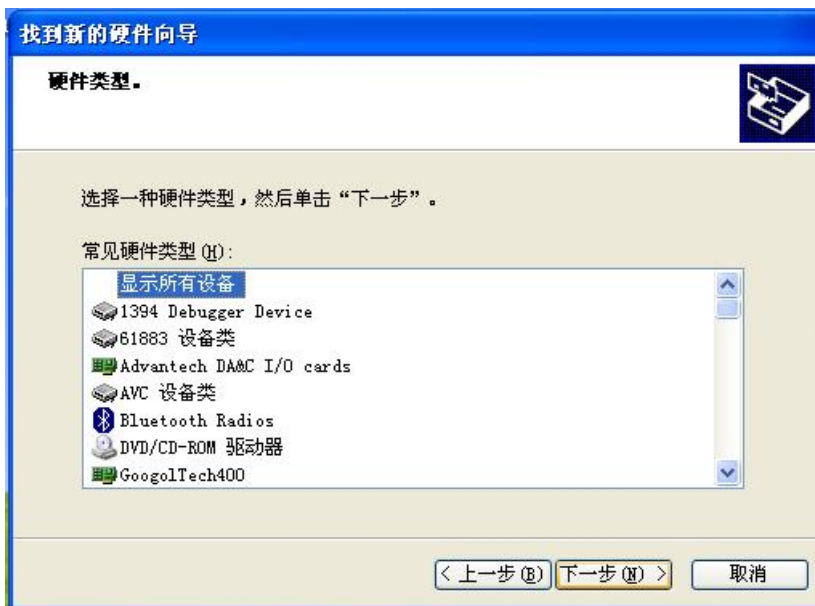 找到新的硬件向导
硬件类型。
选择一种硬件类型，然后单击“下一步”。
常见硬件类型(H):
显示所有设备
1394 Debugger Device
61883 设备类
Advantech DA&C I/O cards
AVC 设备类
Bluetooth Radios
DVD/CD-ROM 驱动器
GoogolTech400
< 上一步(B) 下一步(N) > 取消